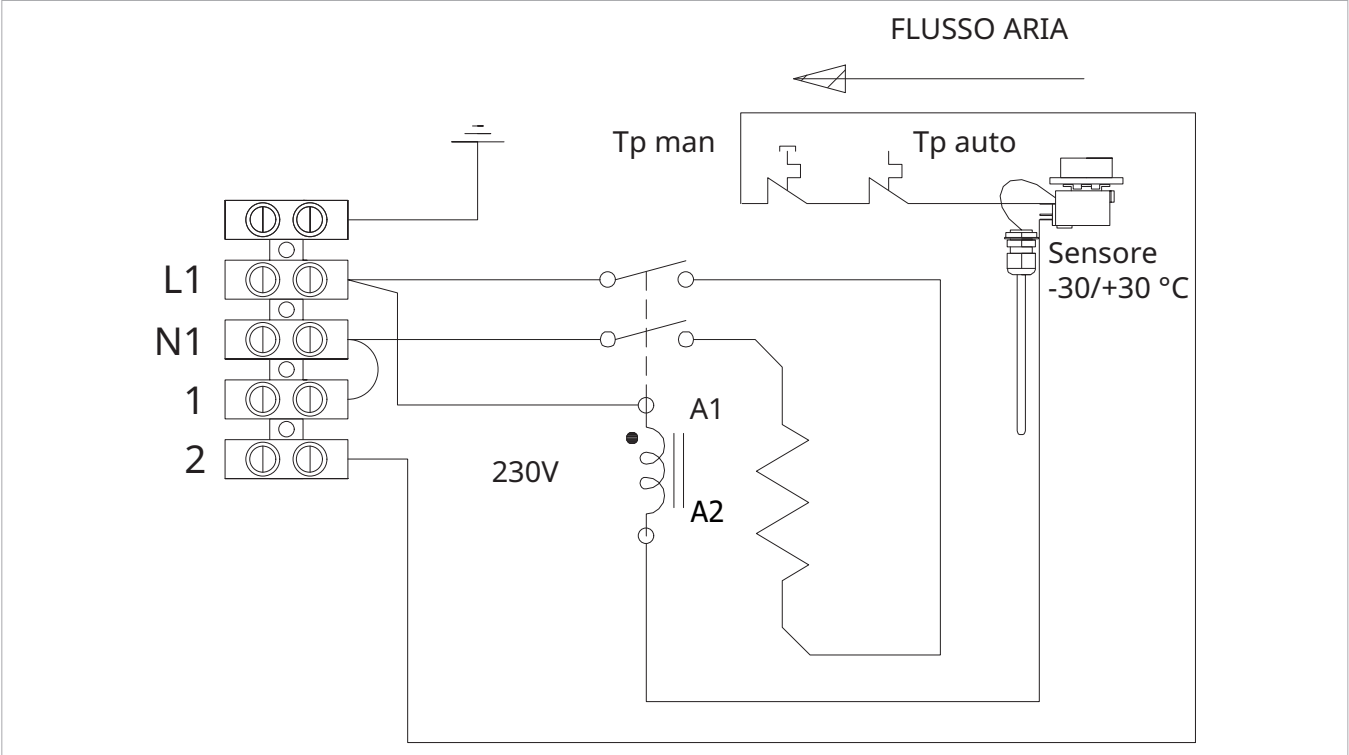 FLUSSO ARIA
Tp man
Tp auto
Sensore
-30/+30 °C
L1
N1
1
2
A1
230V
A2